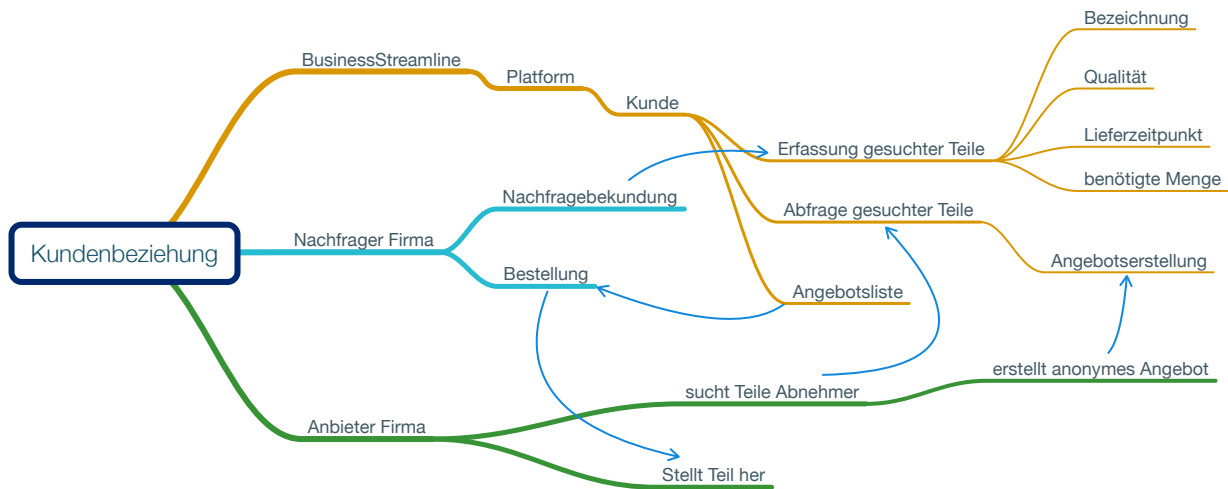 Kundenbeziehung
BusinessStreamline
Platform
Kunde
Erfassung gesuchter Teile
Bezeichnung
Qualität
Lieferzeitpunkt
benötigte Menge
Abfrage gesuchter Teile
Angebotserstellung
Angebotsliste
Nachfrager Firma
Nachfragebekundung
Bestellung
Anbieter Firma
sucht Teile Abnehmer
erstellt anonymes Angebot
Stellt Teil her